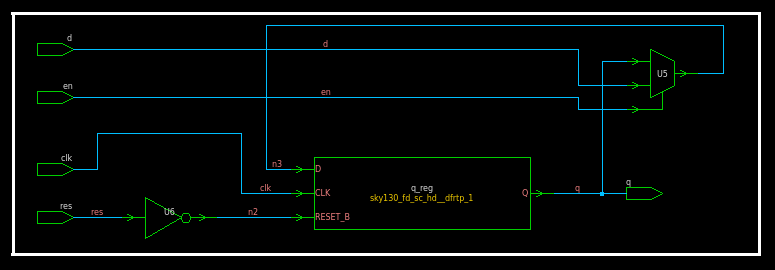 d
d
U5
en
en
clk
n3
D
clk
CLK
q_reg
sky130_fd_sc_hd__dfrtp_1
Q
q
q
res
res
U6
n2
RESET_B